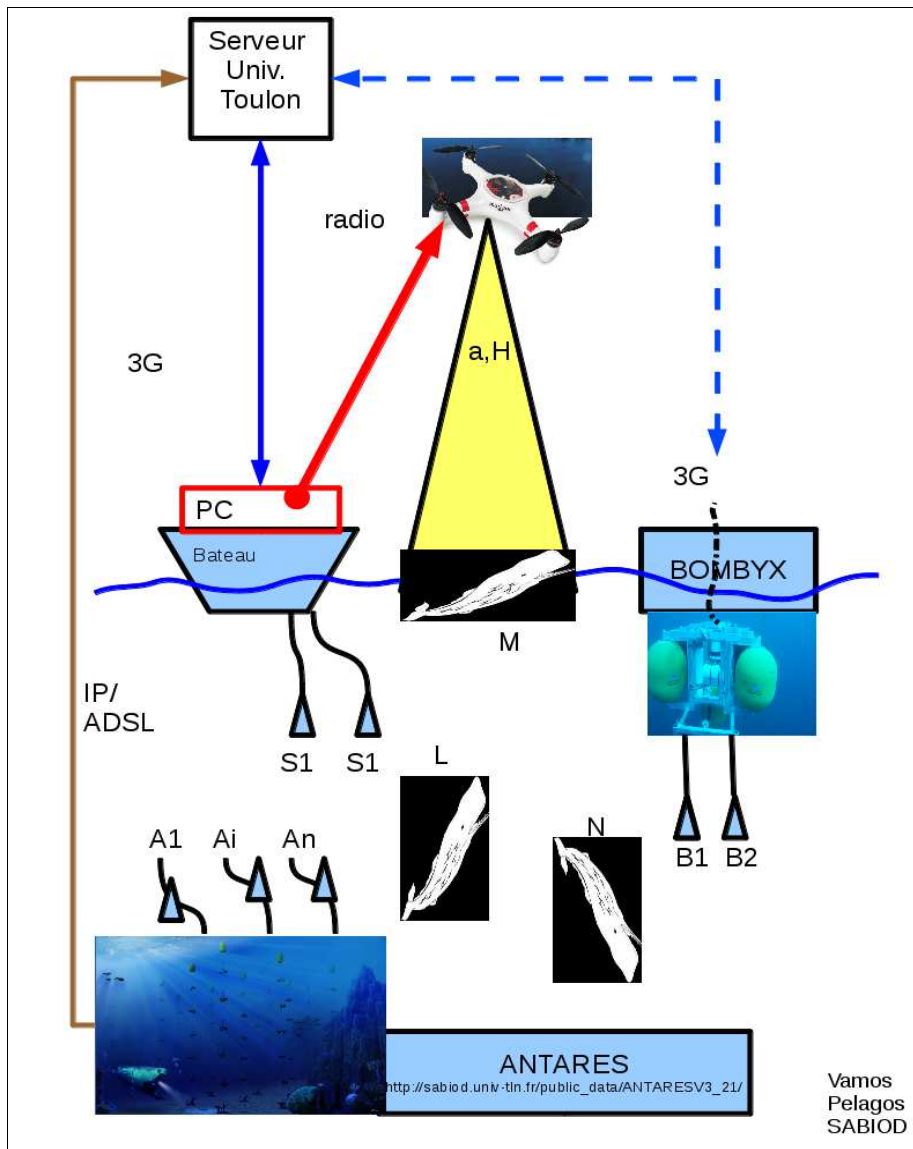 Serveur
Univ.
Toulon
radio
a,H
3G
3G
PC
Bateau
BOMBYX
M
IP/
ADSL
S1 S1
L
N
A1 Ai An
B1 B2
ANTARES
http://sabiod.univ-tln.fr/public_data/ANTARESV3_21/
Vamos
Pelagos
SABIOD